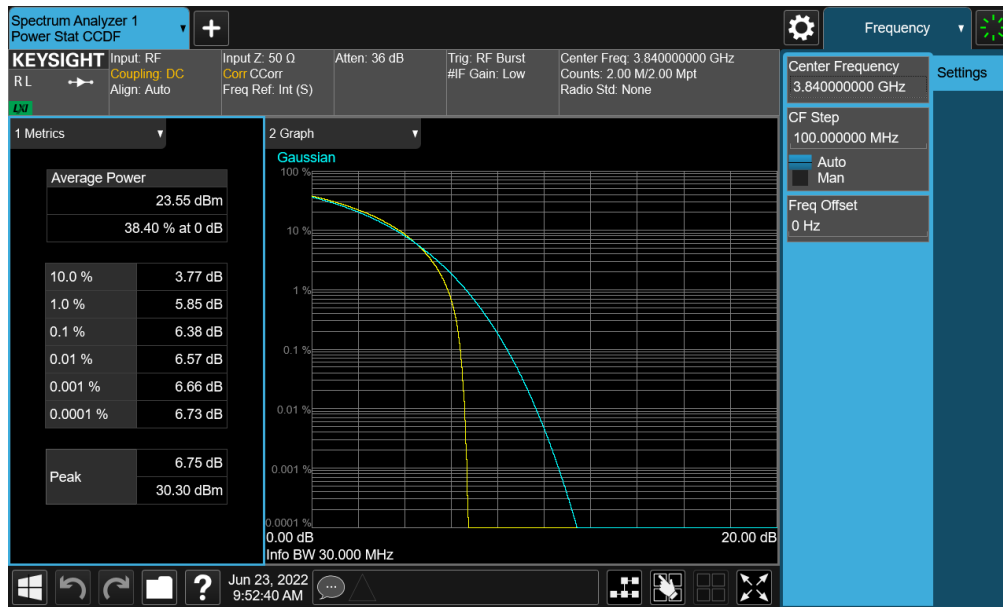 Spectrum Analyzer 1
Power Stat CCDF
+
Frequency
KEYSIGHT
RL
LXI
Input: RF
Coupling: DC
Align: Auto
Input Z: 50 Ω
Corr CCorr
Freq Ref: Int (S)
Atten: 36 dB
Trig: RF Burst
#IF Gain: Low
Center Freq: 3.840000000 GHz
Counts: 2.00 M/2.00 Mpt
Radio Std: None
Center Frequency
3.840000000 GHz
Settings
CF Step
100.000000 MHz
Auto
Man
Freq Offset
0 Hz
1 Metrics
Average Power
23.55 dBm
38.40 % at 0 dB
10.0 % 3.77 dB
1.0 % 5.85 dB
0.1 % 6.38 dB
0.01 % 6.57 dB
0.001 % 6.66 dB
0.0001 % 6.73 dB
Peak
6.75 dB
30.30 dBm
2 Graph
Gaussian
100 %
10 %
1 %
0.1 %
0.01 %
0.001 %
0.0001 %
0.00 dB 20.00 dB
Info BW 30.000 MHz
?
Jun 23, 2022
9:52:40 AM